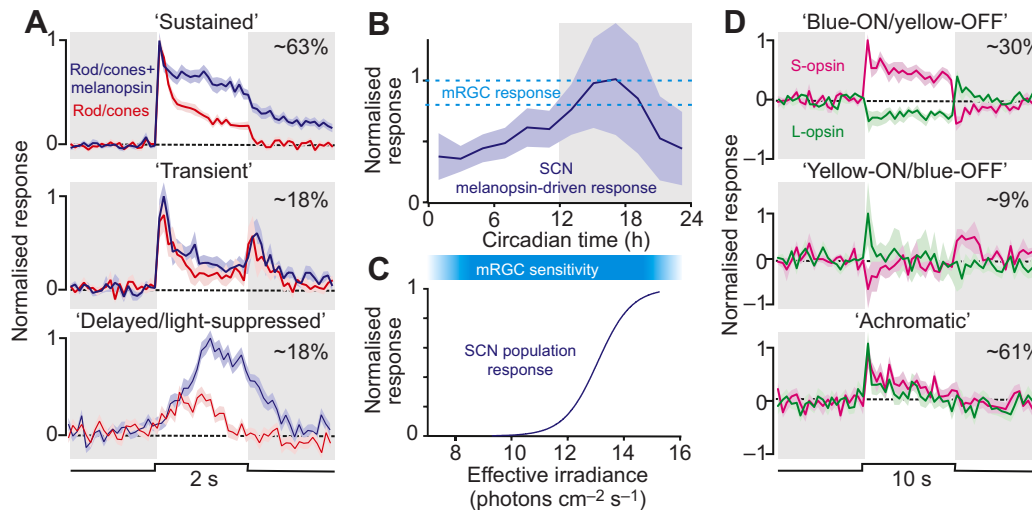 A
'Sustained'
~63%
Rod/cones+
melanopsin
Rod/cones
1
0
'Transient'
~18%
1
0
'Delayed/light-suppressed'
~18%
1
0
Normalised response
2 s
B
Normalised
response
1
0.5
0
mRGC response
SCN
melanopsin-driven response
0 6 12 18 24
Circadian time (h)
C
mRGC sensitivity
Normalised
response
1
0
SCN population
response
8 10 12 14 16
Effective irradiance
(photons cm–2 s–1)
D
'Blue-ON/yellow-OFF'
~30%
S-opsin
L-opsin
1
0
–1
'Yellow-ON/blue-OFF'
~9%
1
0
–1
'Achromatic'
~61%
1
0
–1
Normalised response
10 s